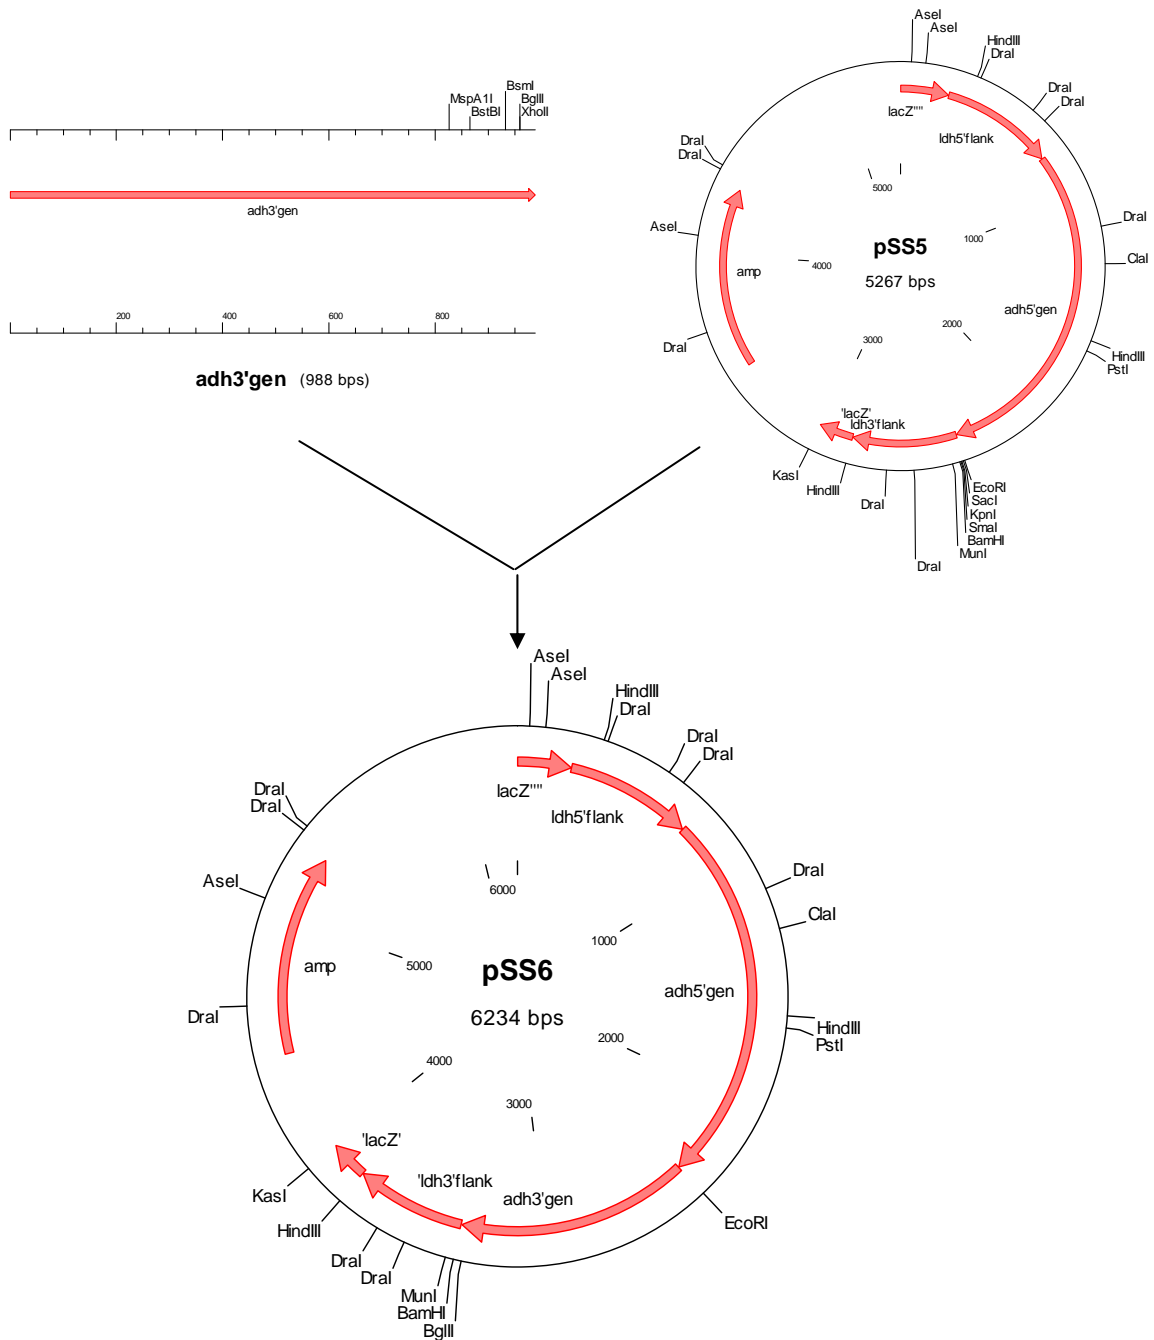 MspA1I
BstBI
BsmI
BglII
XhoII
adh3'gen
200
400
600
800
adh3'gen (988 bps)
AseI
AseI
HindIII
DraI
DraI
DraI
DraI
ClaI
HindIII
PstI
EcoRI
SacI
KpnI
SmaI
BamHI
MunI
DraI
DraI
HindIII
KasI
DraI
AseI
DraI
DraI
lacZ""
ldh5'flank
adh5'gen
ldh3'flank
'lacZ'
amp
5000
1000
2000
3000
4000
pSS5
5267 bps
AseI
AseI
HindIII
DraI
DraI
DraI
DraI
ClaI
HindIII
PstI
EcoRI
BglII
BamHI
MunI
DraI
DraI
HindIII
KasI
DraI
AseI
DraI
DraI
lacZ""
ldh5'flank
adh5'gen
adh3'gen
'ldh3'flank
'lacZ'
amp
6000
1000
2000
3000
4000
5000
pSS6
6234 bps